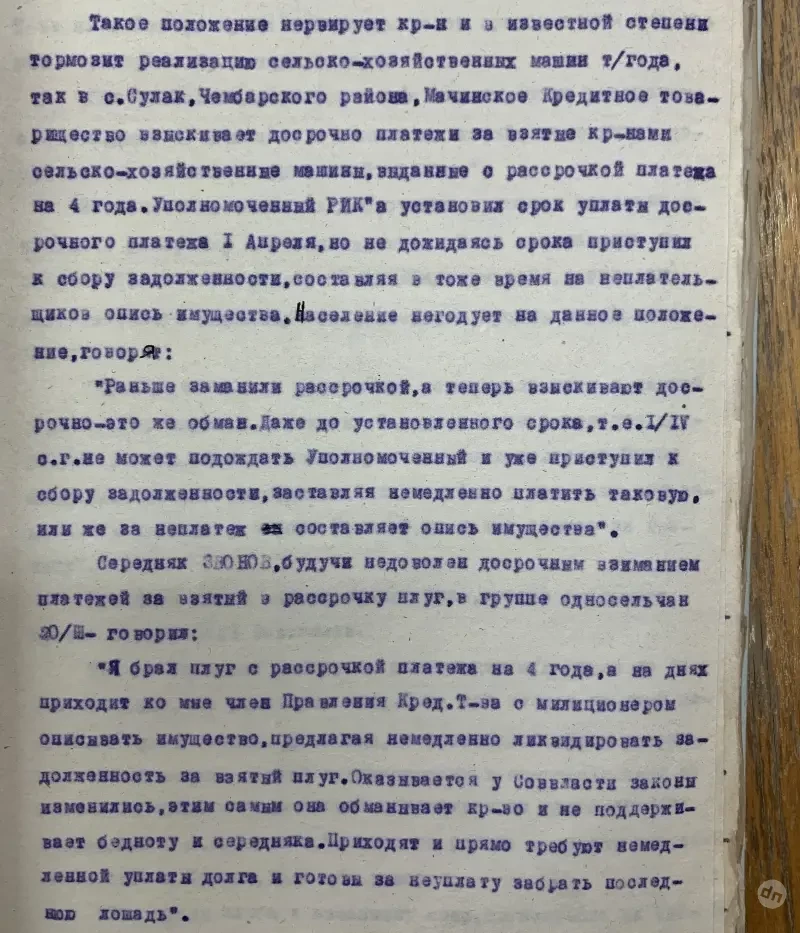 Такое положение нервирует кр-н и в известной степени
тормозит реализацию сельско-хозяйственных машин т/года,
так в с.Сулак,Чембарского района,Мачинское Кредитное това-
рищество взыскивает досрочно платежи за взятые кр-нами
сельско-хозяйственные машины,выданные с рассрочкой платежа
на 4 года.Уполномоченный РИК"а установил срок уплаты дос-
рочного платежа I Апреля,но не дожидаясь срока приступил
к сбору задолженности,составляя в тоже время на неплатель-
щиков опись имущества.Население негодует на данное положе-
ние,говоря:
"Раньше заманили рассрочкой,а теперь взыскивают дос-
рочно-это же обман.Даже до установленного срока,т.е.I/IV
с.г.не может подождать Уполномоченный и уже приступил к
сбору задолженности,заставляя немедленно платить таковую,
или же за неплатеж составляет опись имущества".
Середняк ЗВОНОВ,будучи недоволен досрочным взиманием
платежей за взятый в рассрочку плуг,в группе односельчан
20/Ш- говорил:
"Я брал плуг с рассрочкой платежа на 4 года,а на днях
приходит ко мне член Правления Кред.Т-ва с милиционером
описывать имущество,предлагая немедленно ликвидировать за-
долженность за взятый плуг.Оказывается у Соввласти законы
изменились,этим самым она обманивает кр-во и не поддержи-
вает бедноту и середняка.Приходят и прямо требуют немед-
ленной уплаты долга и готовы за неуплату забрать послед-
нюю лошадь".
dn